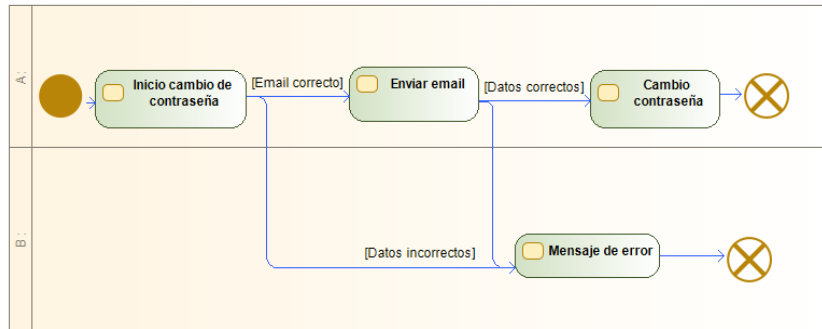 A :
Inicio cambio de
contraseña
[Email correcto]
Enviar email
[Datos correctos]
Cambio
contraseña
B :
[Datos incorrectos]
Mensaje de error